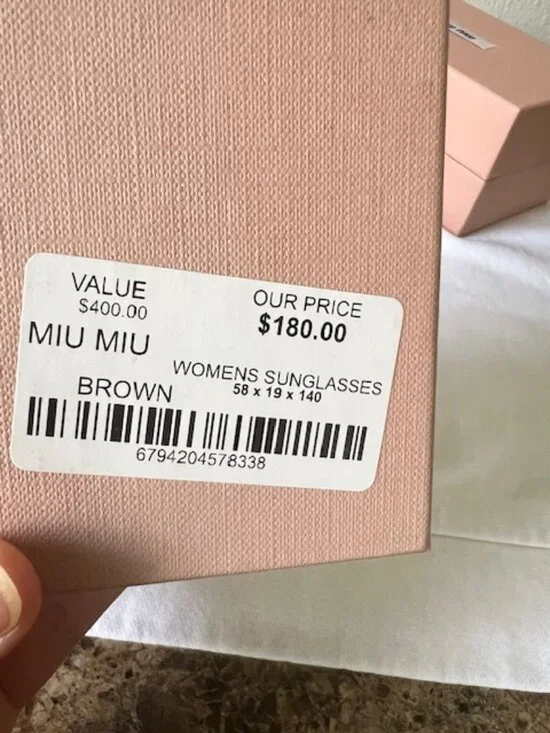 VALUE
$400.00
OUR PRICE
$180.00
MIU MIU
WOMENS SUNGLASSES
58 x 19 x 140
BROWN
6794204578338